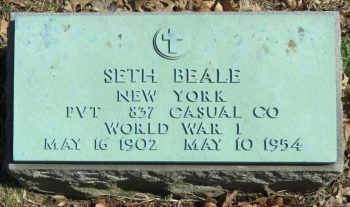 SETH BEALE
NEW YORK
PVT 837 CASUAL CO
WORLD WAR I
MAY 16 1902 MAY 10 1954